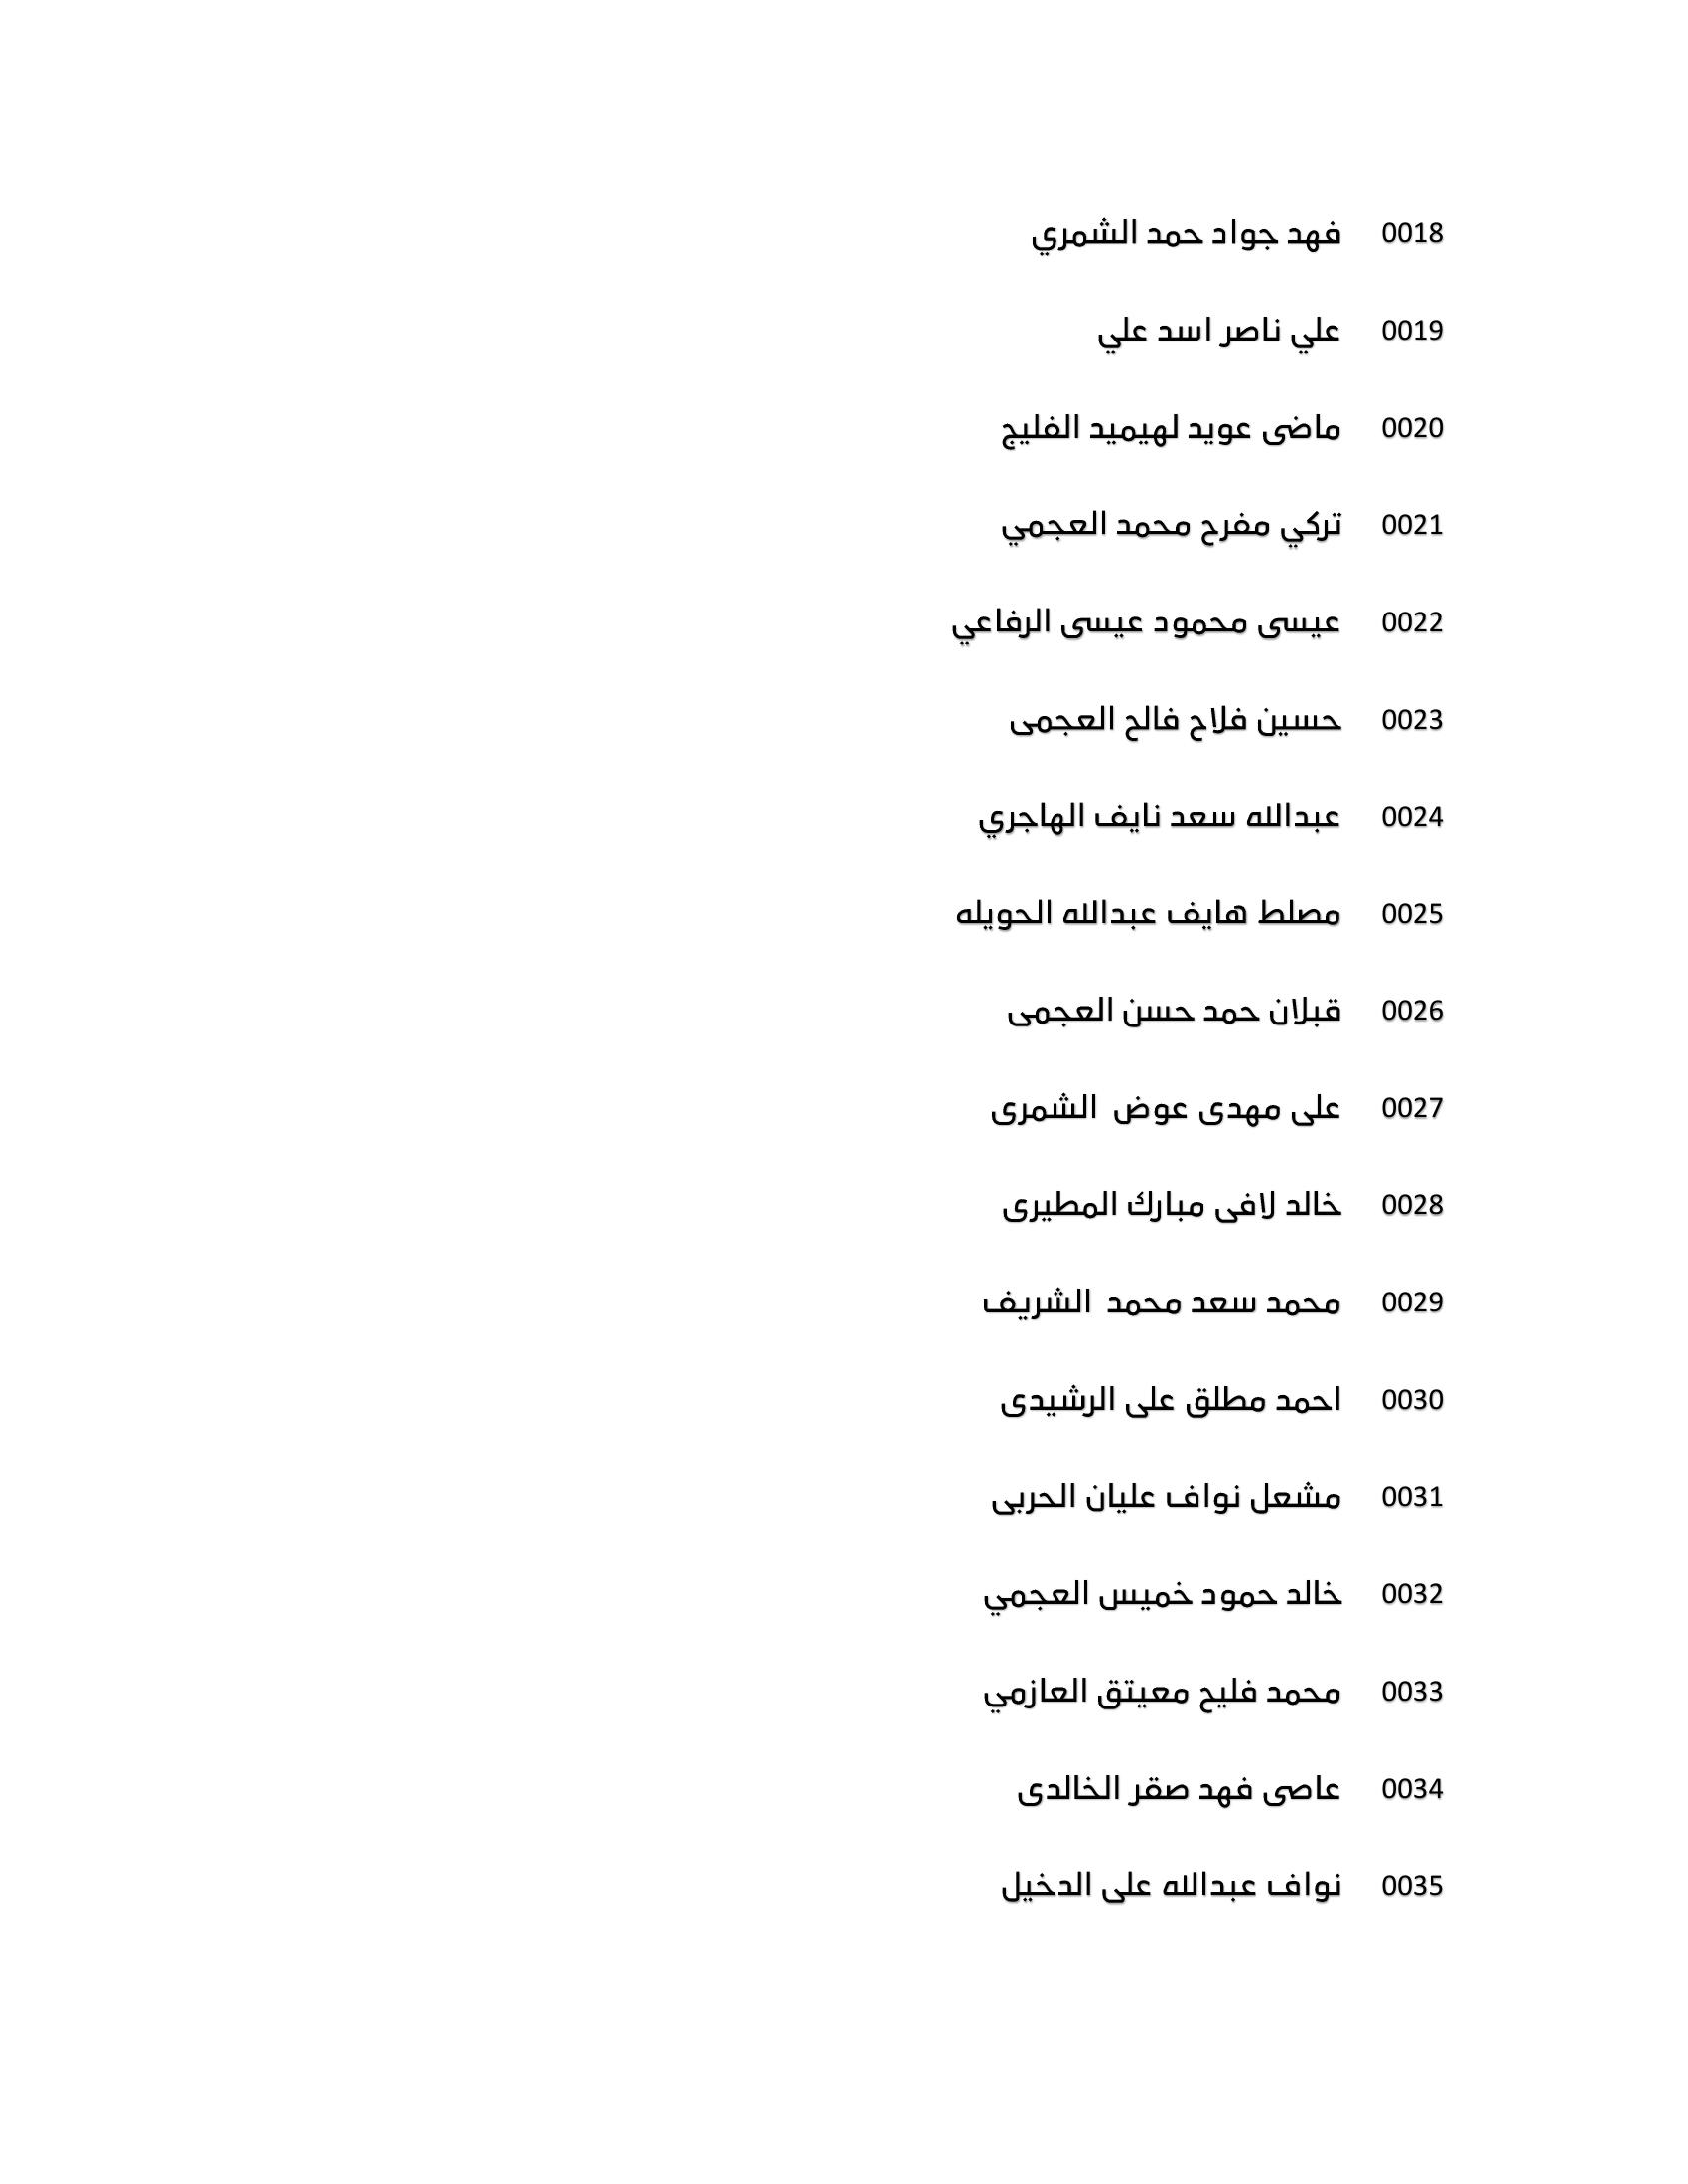 0018 فهد جواد حمد الشمري
0019 علي ناصر اسد علي
0020 ماضى عويد لهيميد الفليج
0021 تركي مفرح محمد العجمي
0022 عيسى محمود عيسى الرفاعي
0023 حسين فلاح فالح العجمى
0024 عبدالله سعد نايف الهاجري
0025 مصلط هايف عبدالله الحويله
0026 قبلان حمد حسن العجمى
0027 على مهدى عوض الشمرى
0028 خالد لافى مبارك المطيرى
0029 محمد سعد محمد الشريف
0030 احمد مطلق على الرشيدى
0031 مشعل نواف عليان الحربى
0032 خالد حمود خميس العجمي
0033 محمد فليح معيتق العازمي
0034 عاصى فهد صقر الخالدى
0035 نواف عبدالله على الدخيل